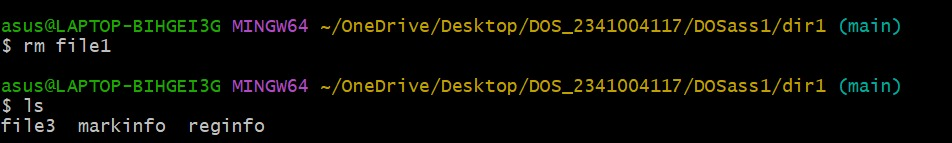 asus@LAPTOP-BIHGEI3G MINGW64 ~/OneDrive/Desktop/DOS_2341004117/DOSass1/dir1 (main)
$ rm file1
asus@LAPTOP-BIHGEI3G MINGW64 ~/OneDrive/Desktop/DOS_2341004117/DOSass1/dir1 (main)
$ ls
file3  markinfo  reginfo